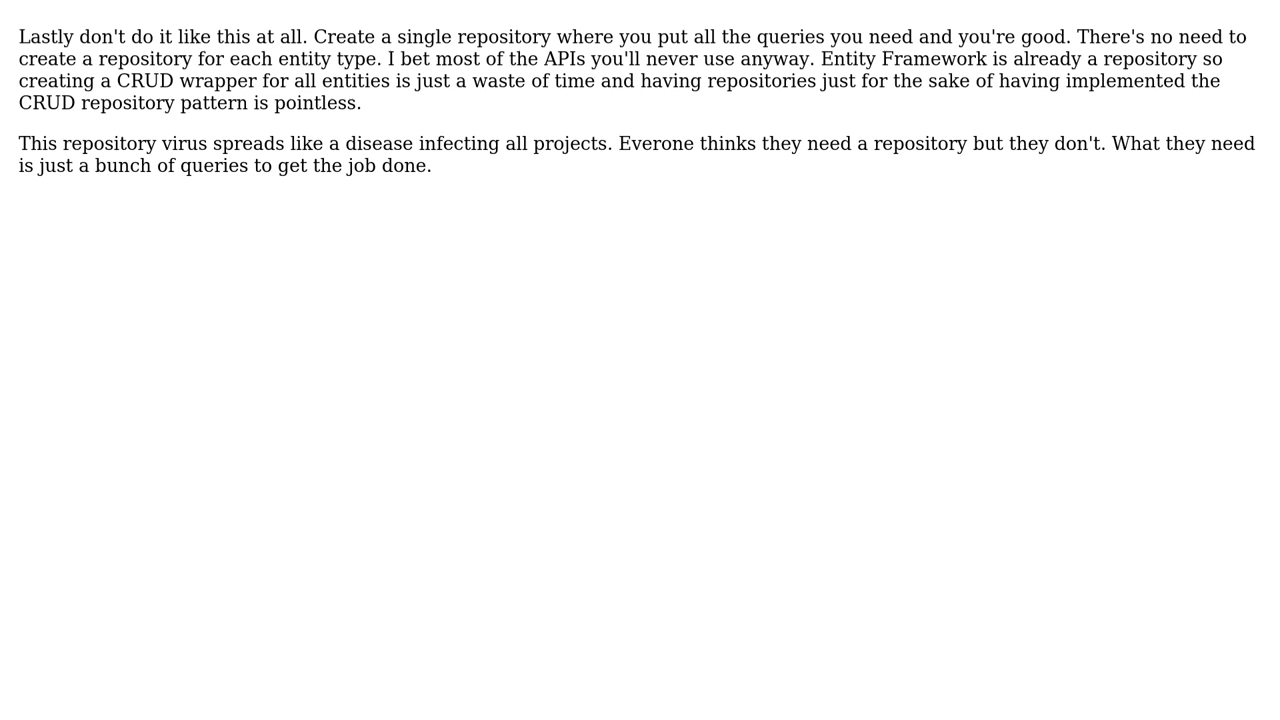 Lastly don't do it like this at all. Create a single repository where you put all the queries you need and you're good. There's no need to
create a repository for each entity type. I bet most of the APIs you'll never use anyway. Entity Framework is already a repository so
creating a CRUD wrapper for all entities is just a waste of time and having repositories just for the sake of having implemented the
CRUD repository pattern is pointless.
This repository virus spreads like a disease infecting all projects. Everone thinks they need a repository but they don't. What they need
is just a bunch of queries to get the job done.